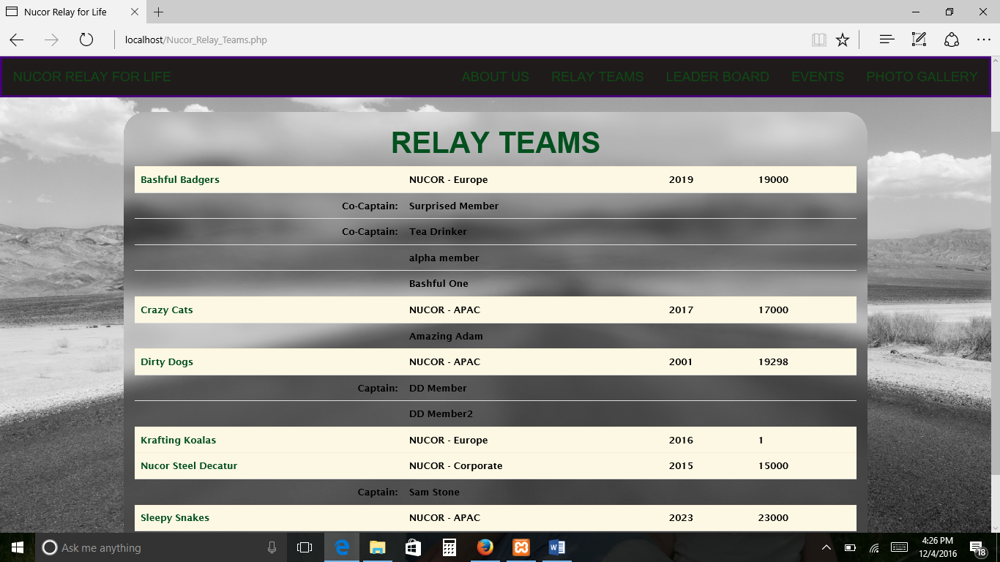 Nucor Relay for Life
localhost/Nucor_Relay_Teams.php
NUCOR RELAY FOR LIFE ABOUT US RELAY TEAMS LEADER BOARD EVENTS PHOTO GALLERY
RELAY TEAMS
Bashful Badgers NUCOR - Europe 2019 19000
Co-Captain: Surprised Member
Co-Captain: Tea Drinker
alpha member
Bashful One
Crazy Cats NUCOR - APAC 2017 17000
Amazing Adam
Dirty Dogs NUCOR - APAC 2001 19298
Captain: DD Member
DD Member2
Krafting Koalas NUCOR - Europe 2016 1
Nucor Steel Decatur NUCOR - Corporate 2015 15000
Captain: Sam Stone
Sleepy Snakes NUCOR - APAC 2023 23000
Ask me anything
4:26 PM
12/4/2016
18